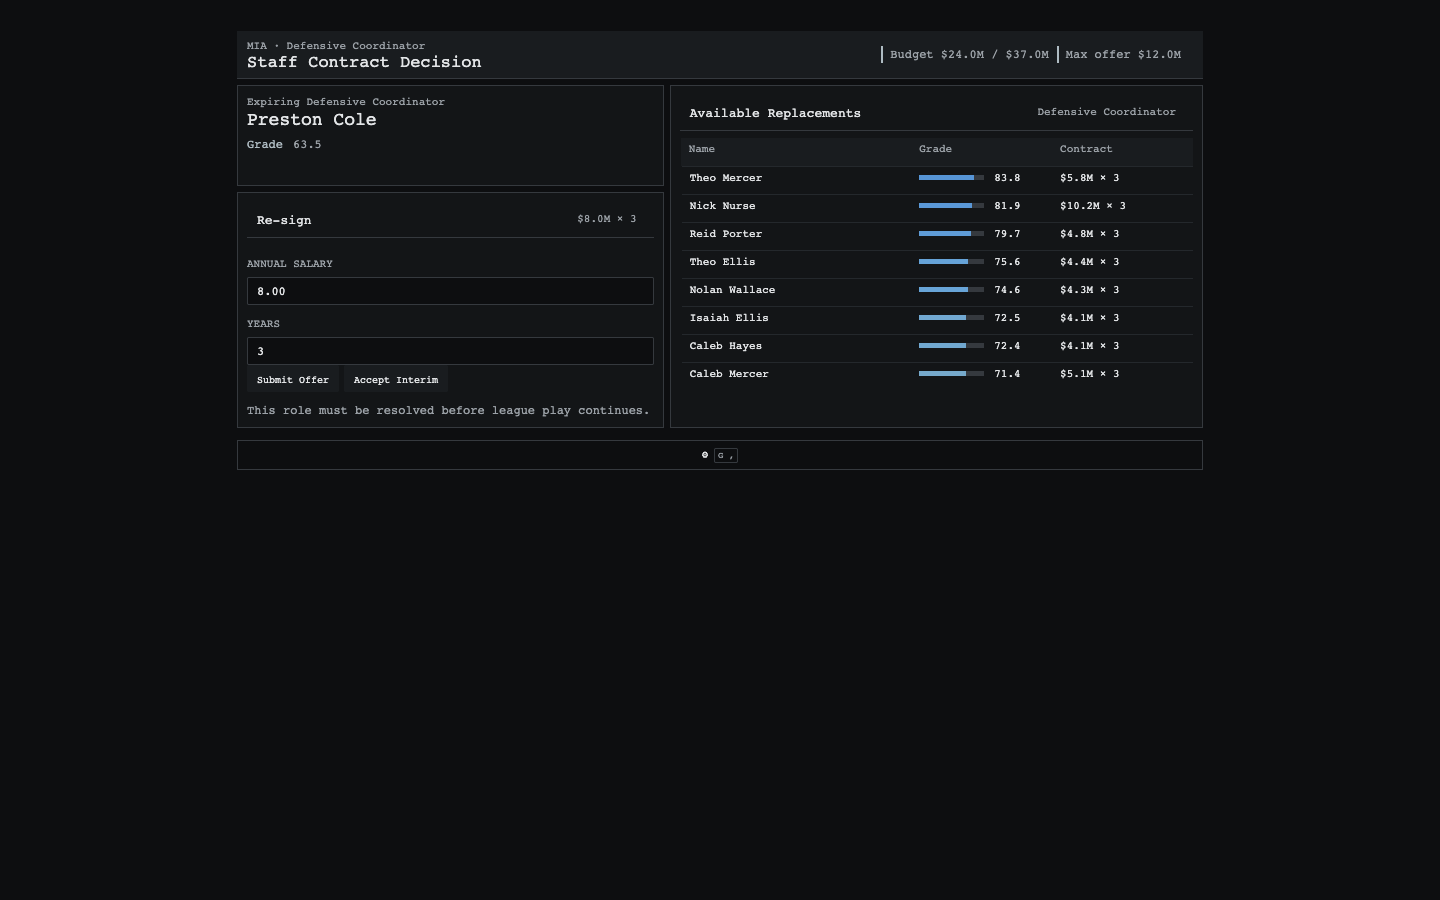 MIA · Defensive Coordinator
Staff Contract Decision
Budget $24.0M / $37.0M
Max offer $12.0M
Expiring Defensive Coordinator
Preston Cole
Grade 63.5
Re-sign $8.0M × 3
ANNUAL SALARY
8.00
YEARS
3
Submit Offer Accept Interim
This role must be resolved before league play continues.
Available Replacements Defensive Coordinator
Name Grade Contract
Theo Mercer 83.8 $5.8M × 3
Nick Nurse 81.9 $10.2M × 3
Reid Porter 79.7 $4.8M × 3
Theo Ellis 75.6 $4.4M × 3
Nolan Wallace 74.6 $4.3M × 3
Isaiah Ellis 72.5 $4.1M × 3
Caleb Hayes 72.4 $4.1M × 3
Caleb Mercer 71.4 $5.1M × 3
⚙ G ,